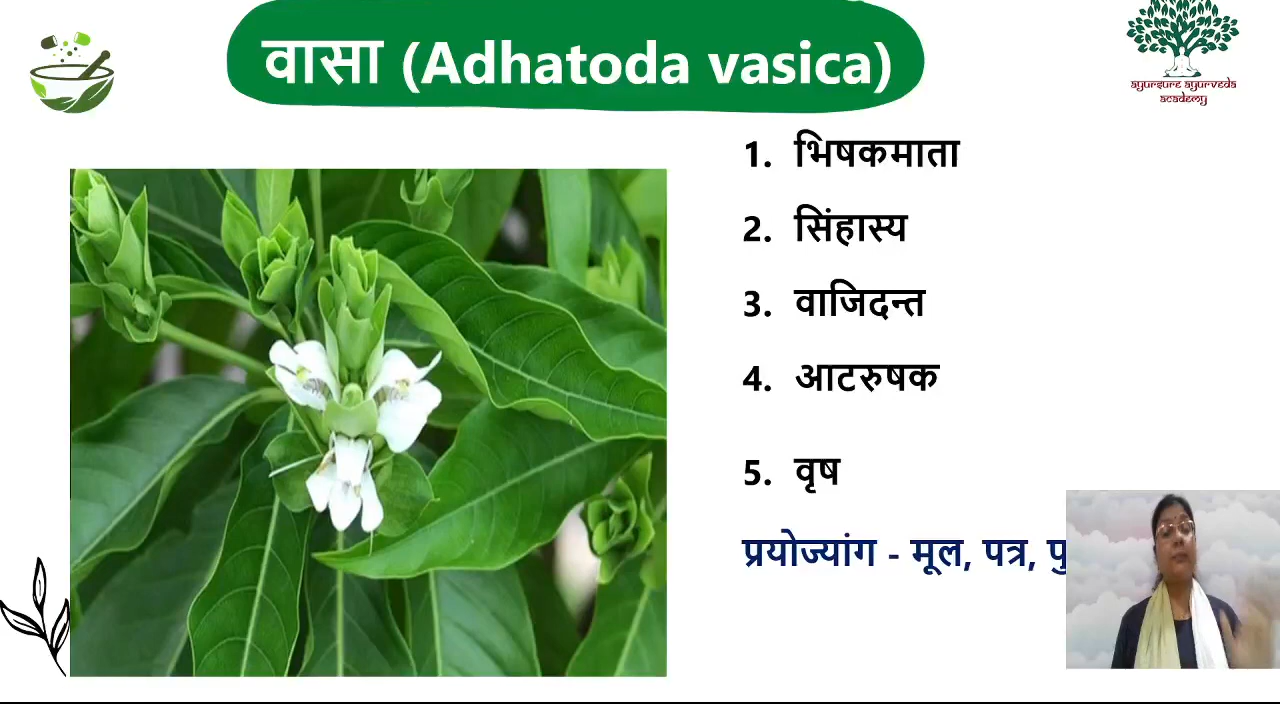 वासा (Adhatoda vasica)
ayursure ayurveda
academy
1. भिषकमाता
2. सिंहास्य
3. वाजिदन्त
4. आटरुषक
5. वृष
प्रयोज्यांग - मूल, पत्र,